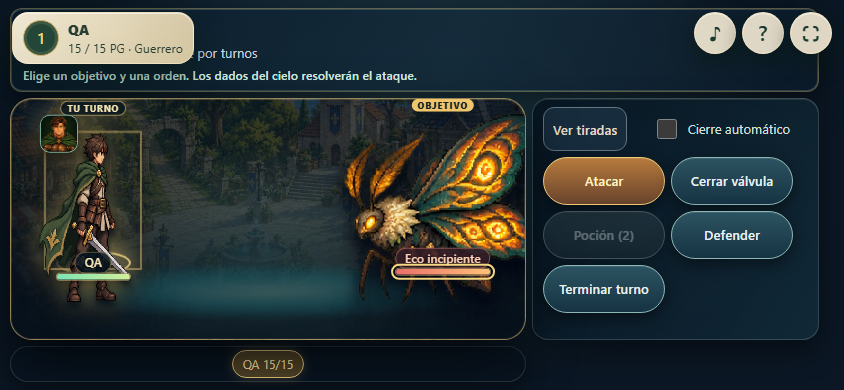 1
QA
15 / 15 PG · Guerrero
por turnos
Elige un objetivo y una orden. Los dados del cielo resolverán el ataque.
♪
?
TU TURNO
OBJETIVO
QA
Eco incipiente
Ver tiradas
Cierre automático
Atacar
Cerrar válvula
Poción (2)
Defender
Terminar turno
QA 15/15